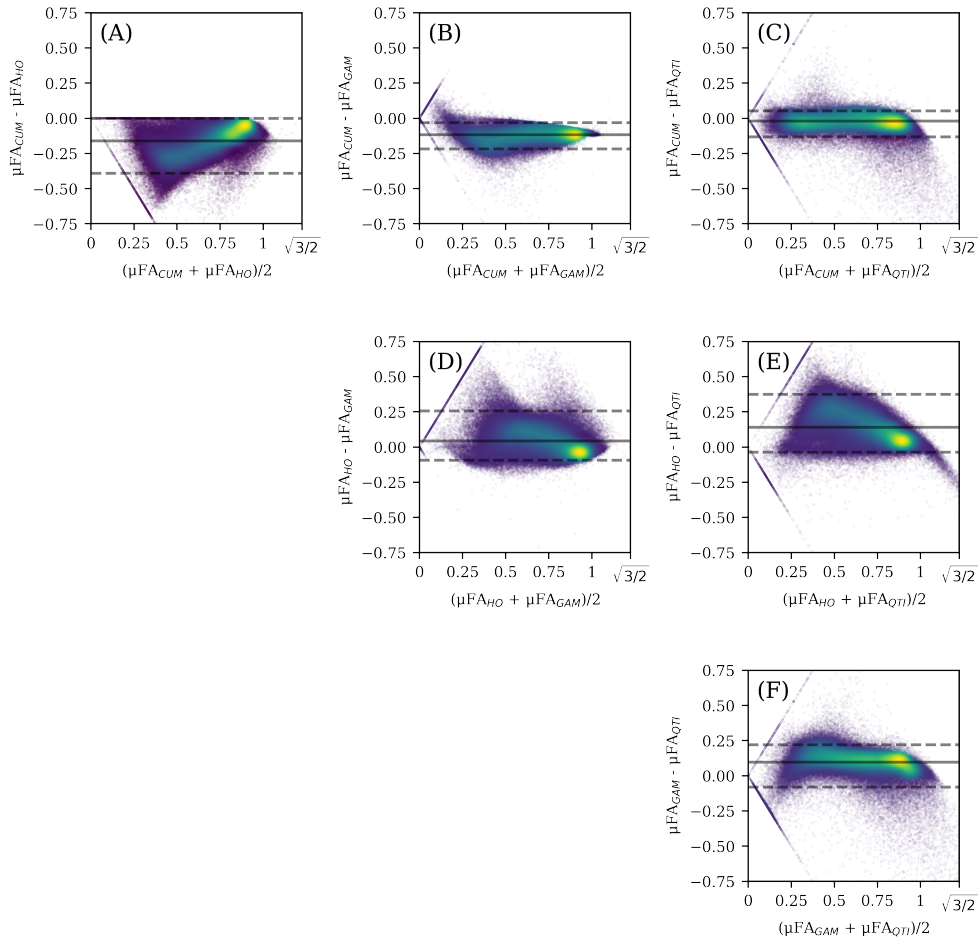 (A)
0.75
0.50
0.25
0.00
−0.25
−0.50
−0.75
µFA_CUM - µFA_HO
0 0.25 0.5 0.75 1 √3/2
(µFA_CUM + µFA_HO)/2
(B)
0.75
0.50
0.25
0.00
−0.25
−0.50
−0.75
µFA_CUM - µFA_GAM
0 0.25 0.5 0.75 1 √3/2
(µFA_CUM + µFA_GAM)/2
(C)
0.75
0.50
0.25
0.00
−0.25
−0.50
−0.75
µFA_CUM - µFA_QTI
0 0.25 0.5 0.75 1 √3/2
(µFA_CUM + µFA_QTI)/2
(D)
0.75
0.50
0.25
0.00
−0.25
−0.50
−0.75
µFA_HO - µFA_GAM
0 0.25 0.5 0.75 1 √3/2
(µFA_HO + µFA_GAM)/2
(E)
0.75
0.50
0.25
0.00
−0.25
−0.50
−0.75
µFA_HO - µFA_QTI
0 0.25 0.5 0.75 1 √3/2
(µFA_HO + µFA_QTI)/2
(F)
0.75
0.50
0.25
0.00
−0.25
−0.50
−0.75
µFA_GAM - µFA_QTI
0 0.25 0.5 0.75 1 √3/2
(µFA_GAM + µFA_QTI)/2